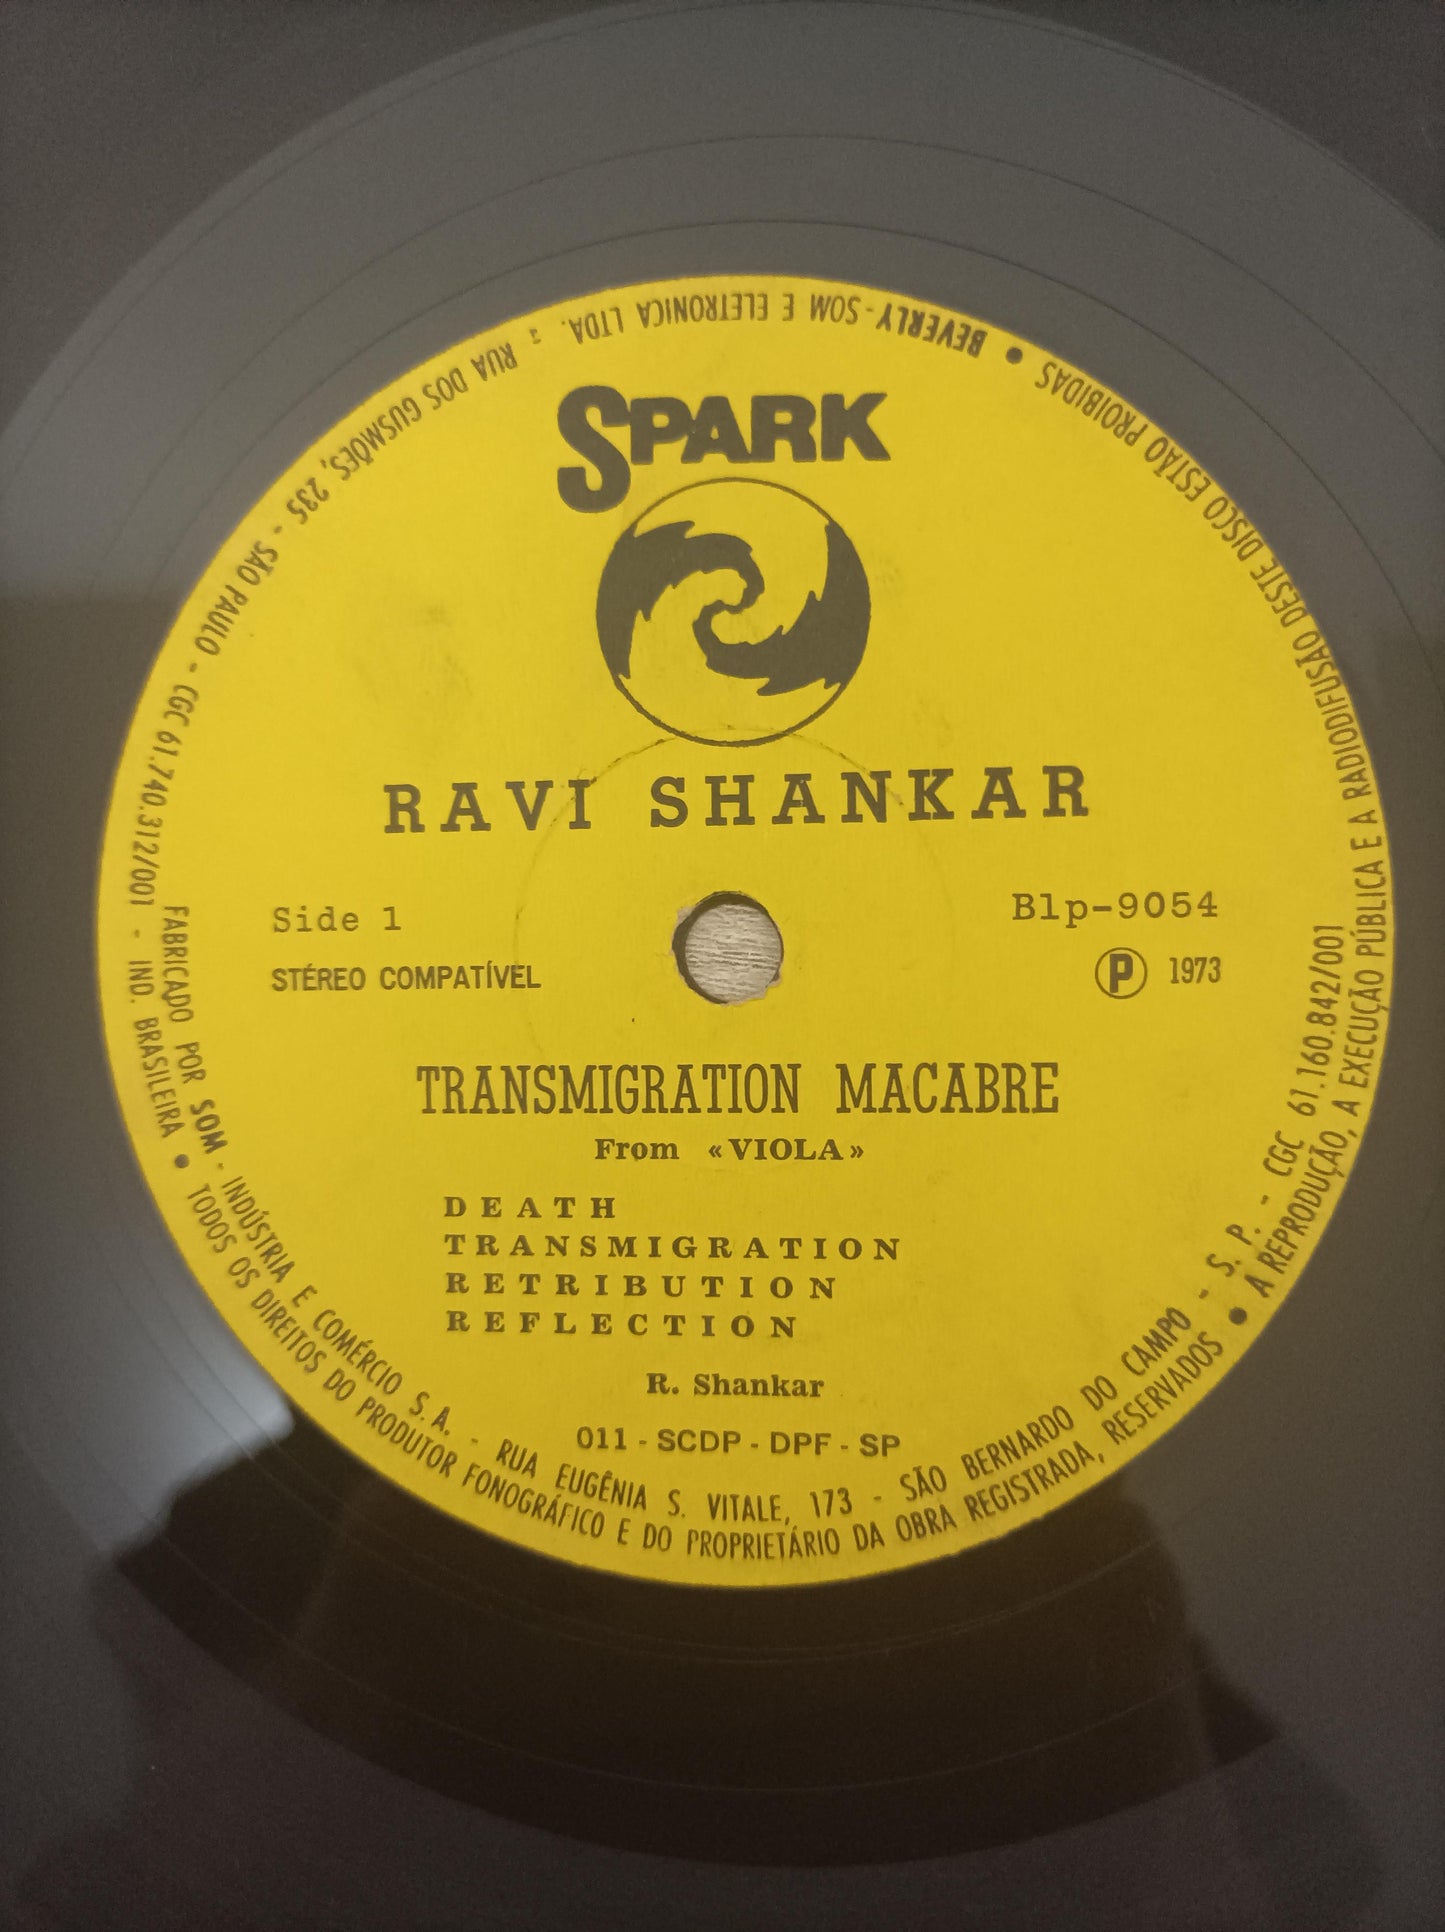 SPARK
RAVI SHANKAR
Side 1
Blp-9054
STÉREO COMPATÍVEL
Ⓟ 1973
TRANSMIGRATION MACABRE
From «VIOLA»
DEATH
TRANSMIGRATION
RETRIBUTION
REFLECTION
R. Shankar
011 - SCDP - DPF - SP
FABRICADO POR SOM - INDÚSTRIA E COMÉRCIO S. A. - RUA EUGÊNIA S. VITALE, 173 - SÃO BERNARDO DO CAMPO - S. P. - CGC 61.160.842/001
● TODOS OS DIREITOS DO PRODUTOR FONOGRÁFICO E DO PROPRIETÁRIO DA OBRA REGISTRADA, RESERVADOS ● A REPRODUÇÃO, A EXECUÇÃO PÚBLICA E A RADIODIFUSÃO DESTE DISCO ESTÃO PROIBIDAS ● BEVERLY-SOM E ELETRONICA LTDA. : RUA DOS GUSMÕES, 235 - SÃO PAULO - CGC 61.740.312/001 - IND. BRASILEIRA